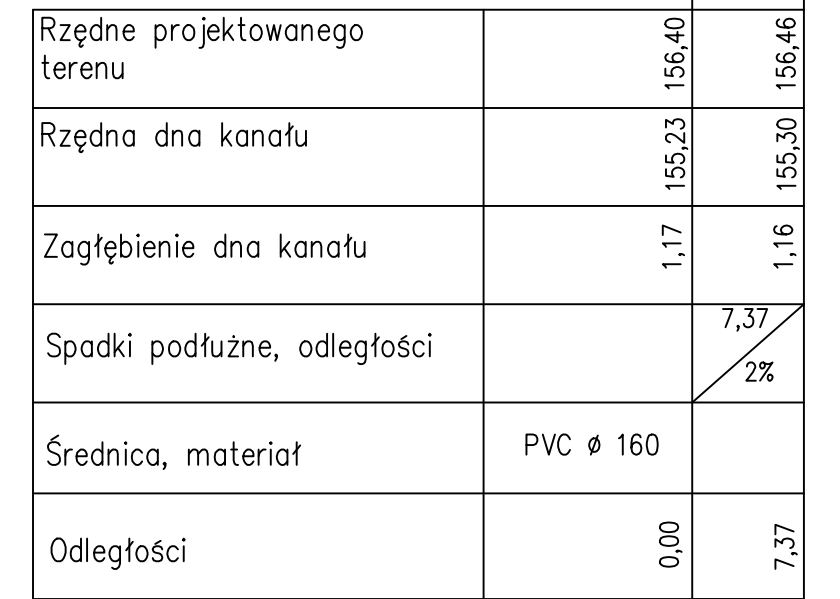 Rzędne projektowanego
terenu
156,40
156,46
Rzędna dna kanału
155,23
155,30
Zagłębienie dna kanału
1,17
1,16
Spadki podłużne, odległości
7,37
2%
Średnica, materiał
PVC ø 160
Odległości
0,00
7,37